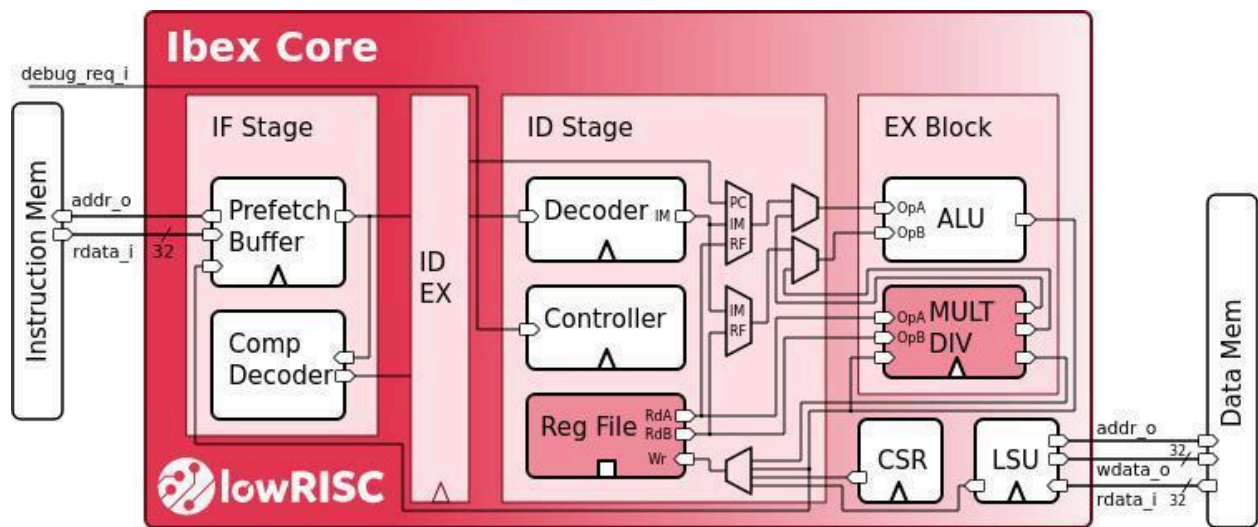 Ibex Core
debug_req_i
Instruction Mem
addr_o
rdata_i
32
IF Stage
Prefetch
Buffer
Comp
Decoder
ID
EX
ID Stage
Decoder
IM
Controller
Reg File
RdA
RdB
Wr
PC
IM
RF
IM
RF
EX Block
OpA
OpB
ALU
OpA
OpB
MULT
DIV
CSR
LSU
addr_o
32
wdata_o
rdata_i
32
Data Mem
lowRISC